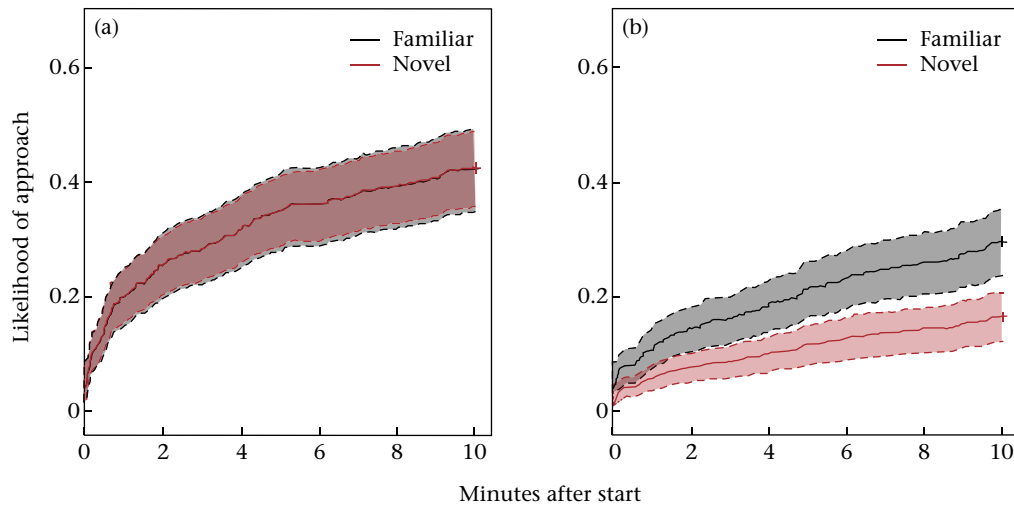 (a)
Familiar
Novel
0.6
0.4
0.2
0
0 2 4 6 8 10
(b)
Familiar
Novel
0.6
0.4
0.2
0
0 2 4 6 8 10
Likelihood of approach
Minutes after start